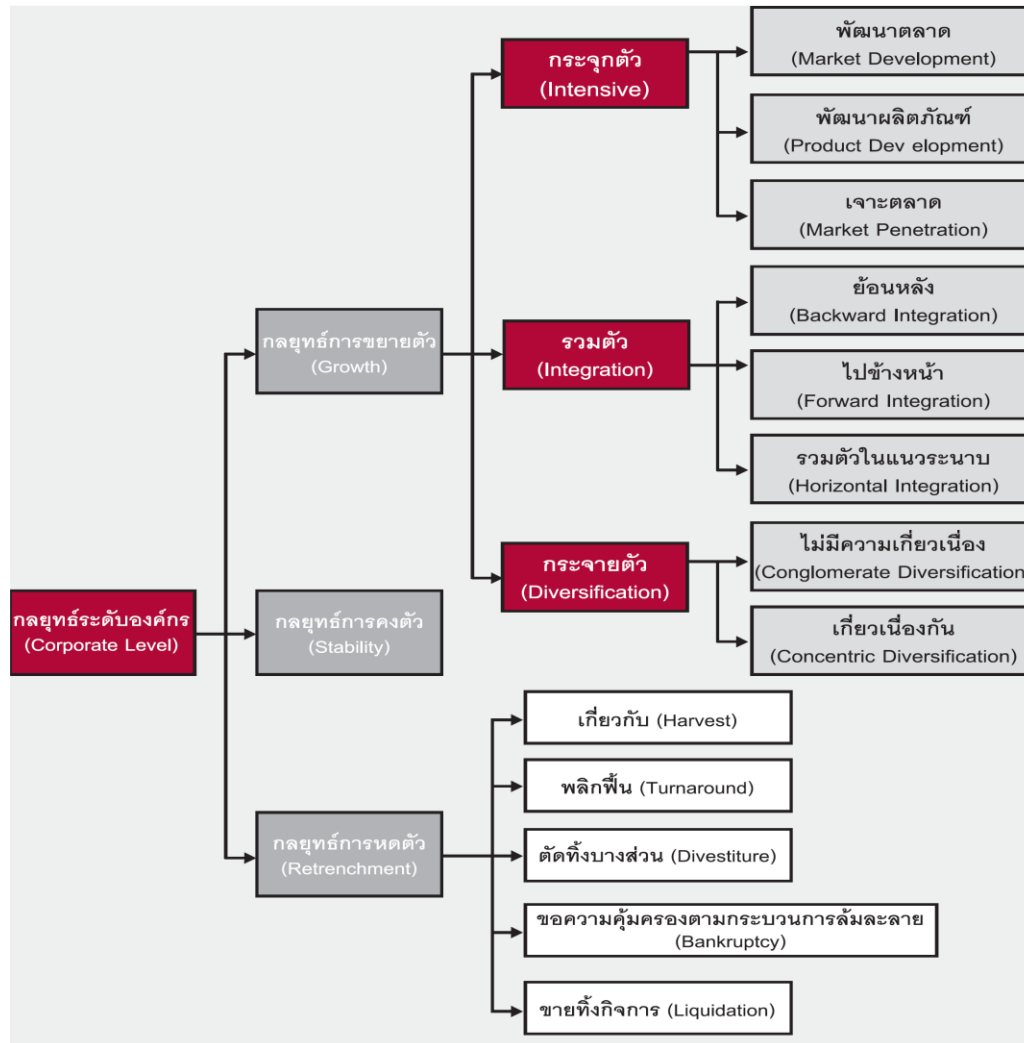 กระจุกตัว
(Intensive)
พัฒนาตลาด
(Market Development)
พัฒนาผลิตภัณฑ์
(Product Dev elopment)
เจาะตลาด
(Market Penetration)
กลยุทธ์การขยายตัว
(Growth)
รวมตัว
(Integration)
ย้อนหลัง
(Backward Integration)
ไปข้างหน้า
(Forward Integration)
รวมตัวในแนวระนาบ
(Horizontal Integration)
กระจายตัว
(Diversification)
ไม่มีความเกี่ยวเนื่อง
(Conglomerate Diversification
เกี่ยวเนื่องกัน
(Concentric Diversification)
กลยุทธ์ระดับองค์กร
(Corporate Level)
กลยุทธ์การคงตัว
(Stability)
กลยุทธ์การหดตัว
(Retrenchment)
เกี่ยวกับ (Harvest)
พลิกฟื้น (Turnaround)
ตัดทิ้งบางส่วน (Divestiture)
ขอความคุ้มครองตามกระบวนการล้มละลาย
(Bankruptcy)
ขายทิ้งกิจการ (Liquidation)